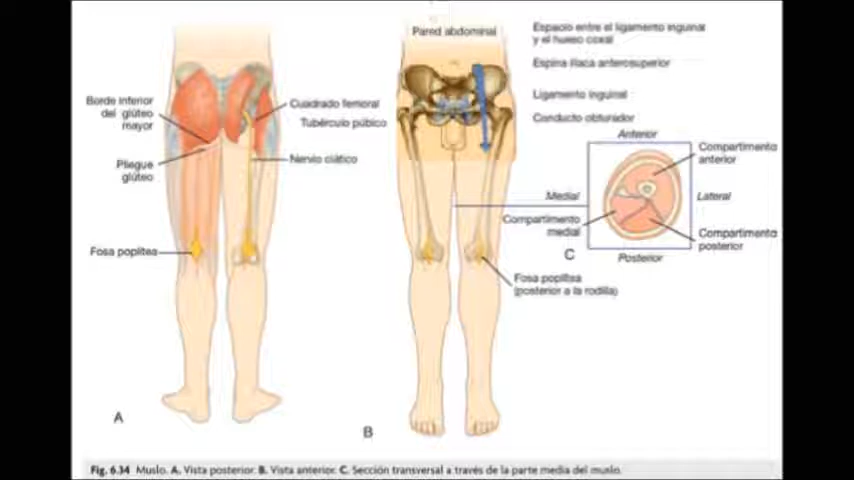 Borde inferior
del glúteo
mayor
Pliegue
glúteo
Fosa poplítea
Cuadrado femoral
Tubérculo púbico
Nervio ciático
A
Pared abdominal
Espacio entre el ligamento inguinal
y el hueso coxal
Espina ilíaca anterosuperior
Ligamento inguinal
Conducto obturador
Anterior
Compartimento
anterior
Medial
Lateral
Compartimento
medial
Compartimento
posterior
C
Posterior
Fosa poplítea
(posterior a la rodilla)
B
Fig. 6.34 Muslo. A. Vista posterior. B. Vista anterior. C. Sección transversal a través de la parte media del muslo.